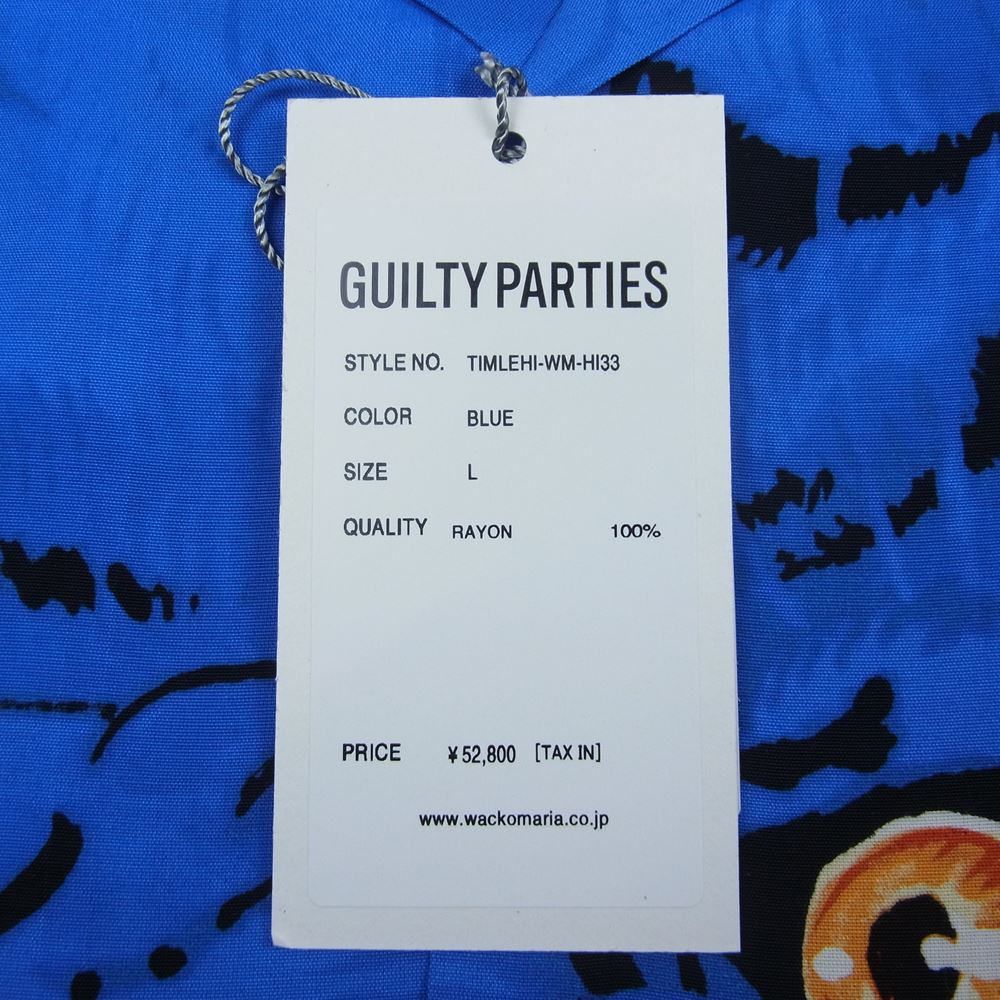 GUILTY PARTIES
STYLE NO. TIMLEHI-WM-HI33
COLOR BLUE
SIZE L
QUALITY RAYON 100%
PRICE ¥52,800 [TAX IN]
www.wackomaria.co.jp